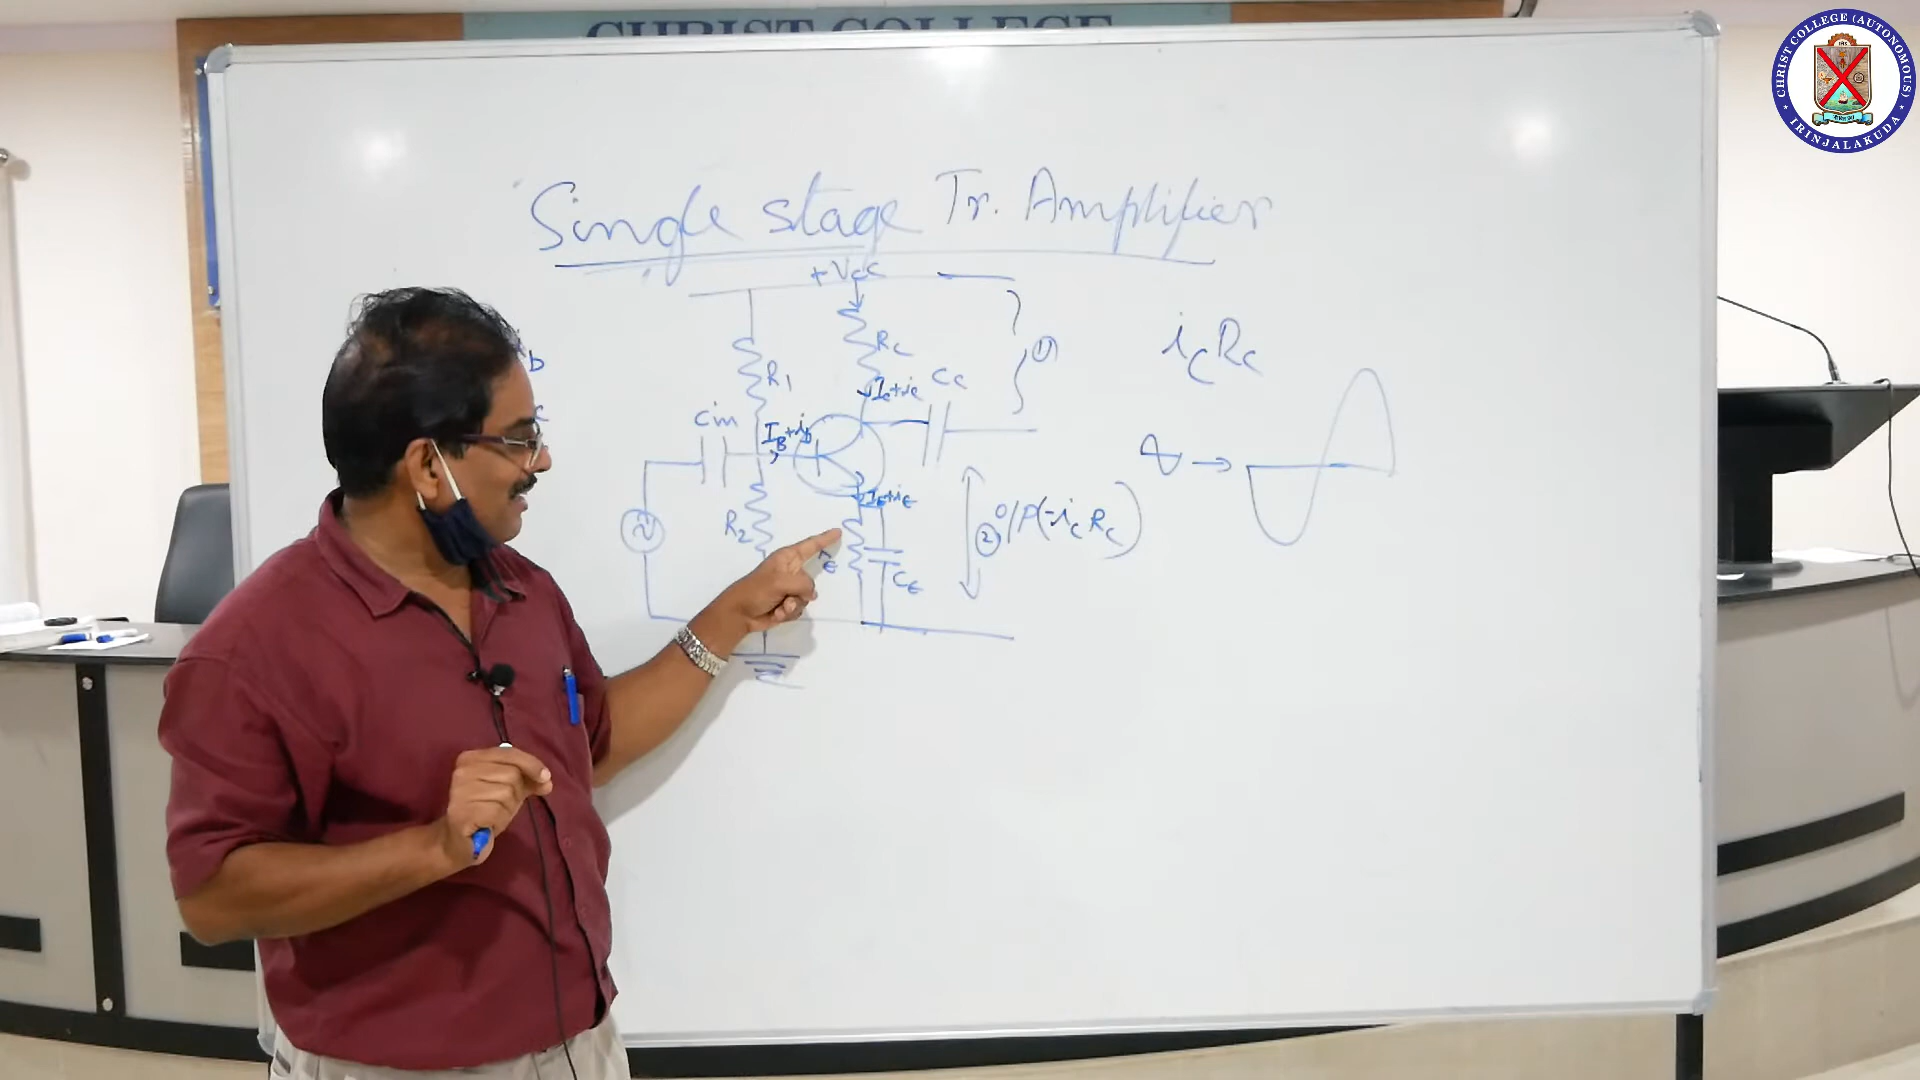 CHRIST COLLEGE
CHRIST COLLEGE (AUTONOMOUS)
IRINJALAKUDA
Single stage Tr. Amplifier
+Vcc
Rc
R1
Ic+ic
Cc
(1)
icRc
Cin
IB+ib
b
c
IE+iE
R2
CE
(2) O/P(-icRc)